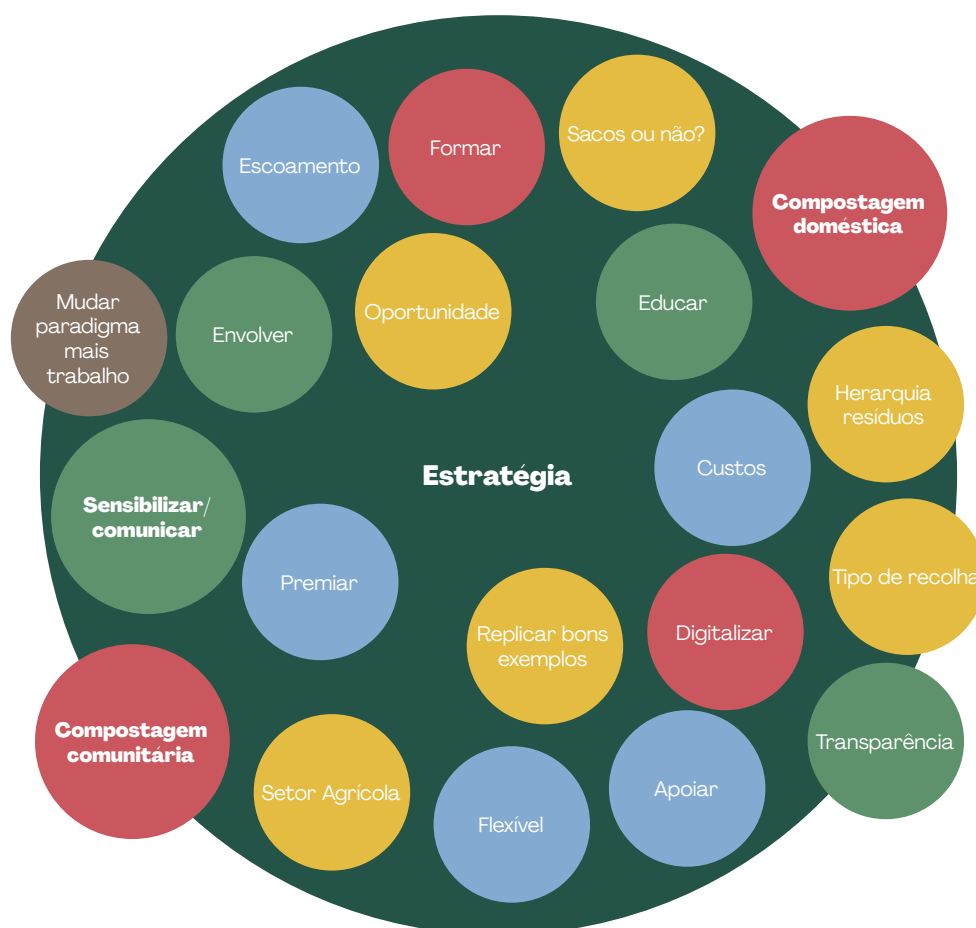 Sacos ou não?
Formar
Escoamento
Compostagem
doméstica
Educar
Oportunidade
Mudar
paradigma
mais
trabalho
Envolver
Herarquia
resíduos
Custos
Estratégia
Sensibilizar/
comunicar
Tipo de recolha
Premiar
Replicar bons
exemplos
Digitalizar
Compostagem
comunitária
Transparência
Setor Agrícola
Apoiar
Flexível